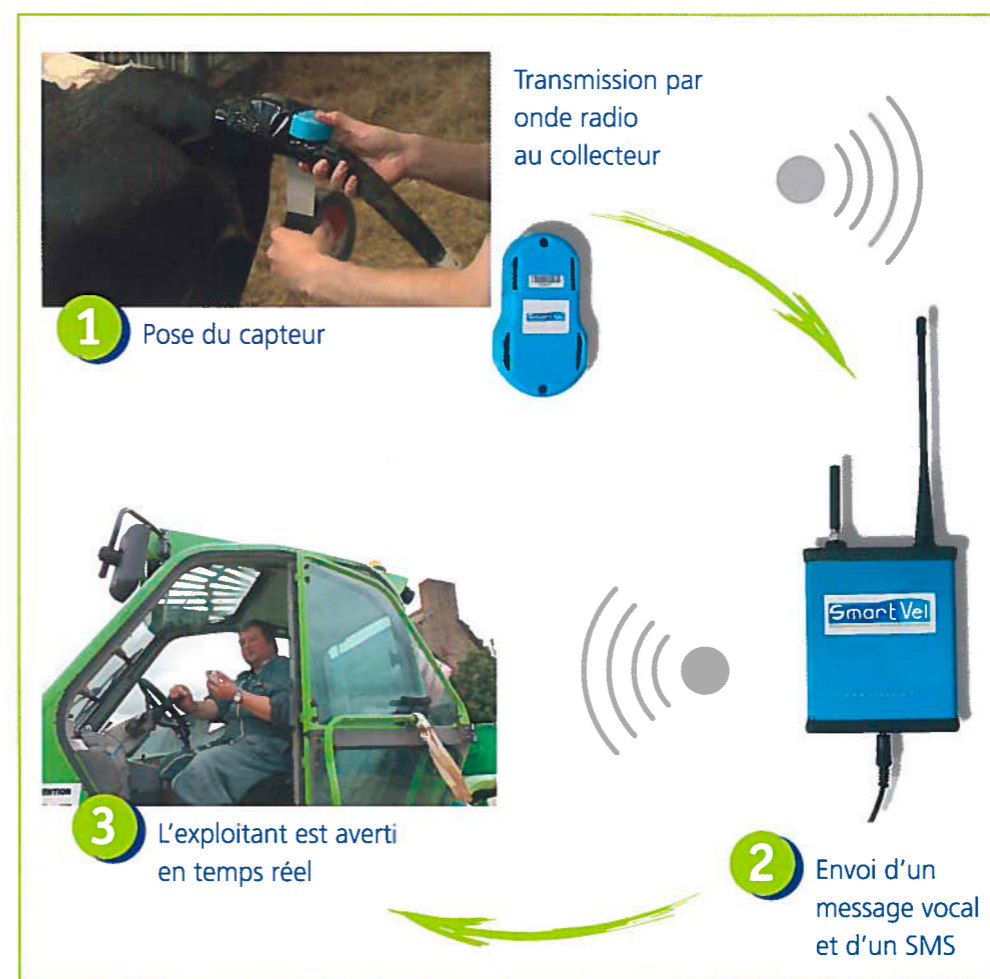 Transmission par
onde radio
au collecteur
1
Pose du capteur
Smart Vel
SmartVel
3
L'exploitant est averti
en temps réel
2
Envoi d'un
message vocal
et d'un SMS